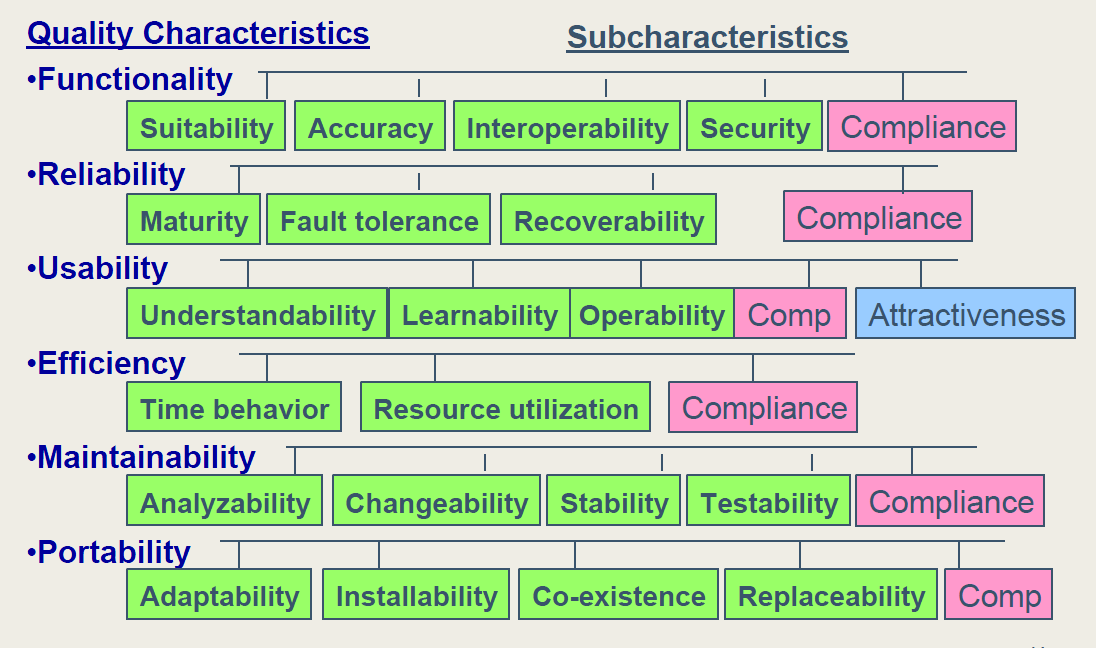 Quality Characteristics Subcharacteristics
•Functionality
Suitability Accuracy Interoperability Security Compliance
•Reliability
Maturity Fault tolerance Recoverability Compliance
•Usability
Understandability Learnability Operability Comp Attractiveness
•Efficiency
Time behavior Resource utilization Compliance
•Maintainability
Analyzability Changeability Stability Testability Compliance
•Portability
Adaptability Installability Co-existence Replaceability Comp